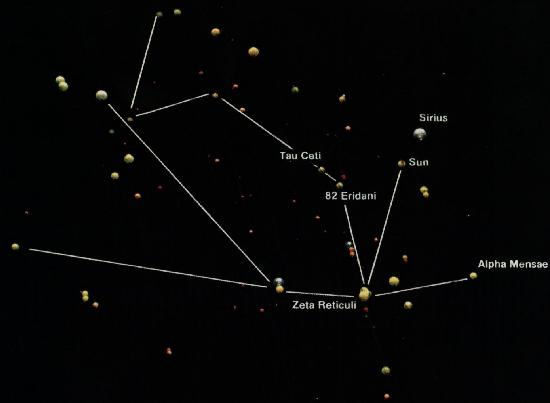 Sirius
Tau Ceti
Sun
82 Eridani
Alpha Mensae
Zeta Reticuli